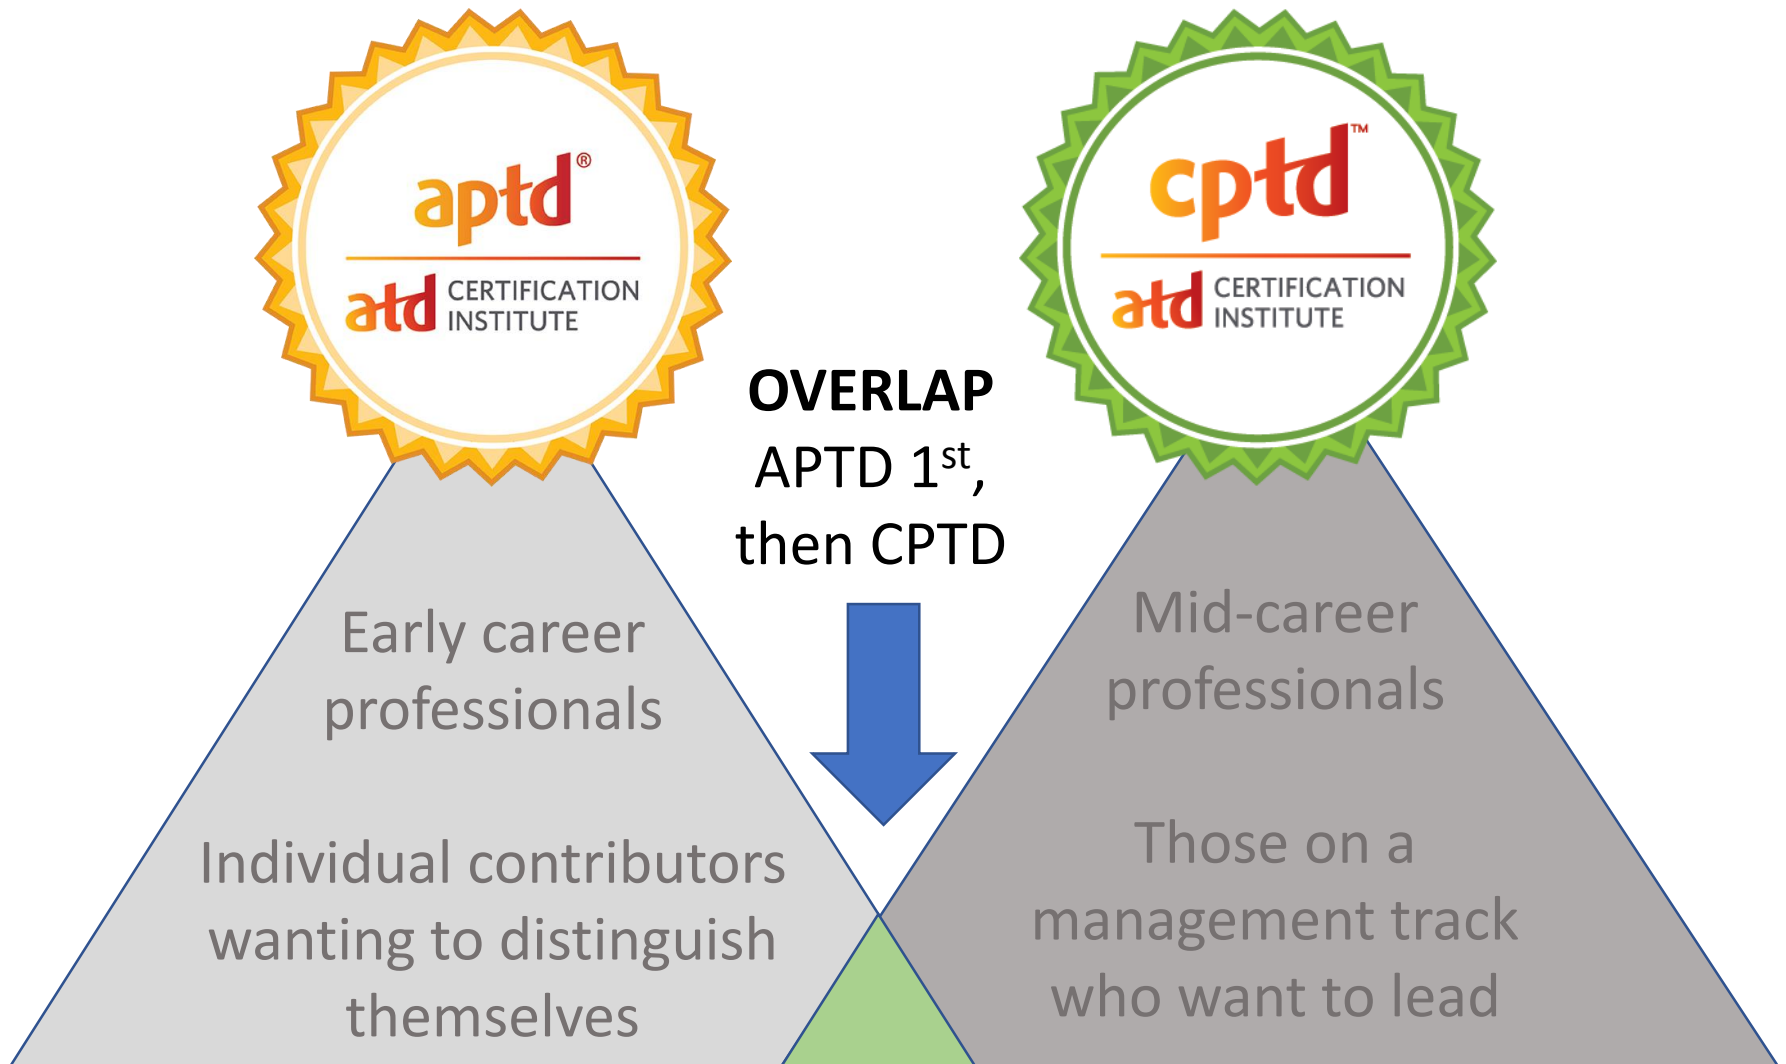 aptd®
atd CERTIFICATION
INSTITUTE
cptd™
atd CERTIFICATION
INSTITUTE
OVERLAP
APTD 1st,
then CPTD
Early career
professionals
Individual contributors
wanting to distinguish
themselves
Mid-career
professionals
Those on a
management track
who want to lead